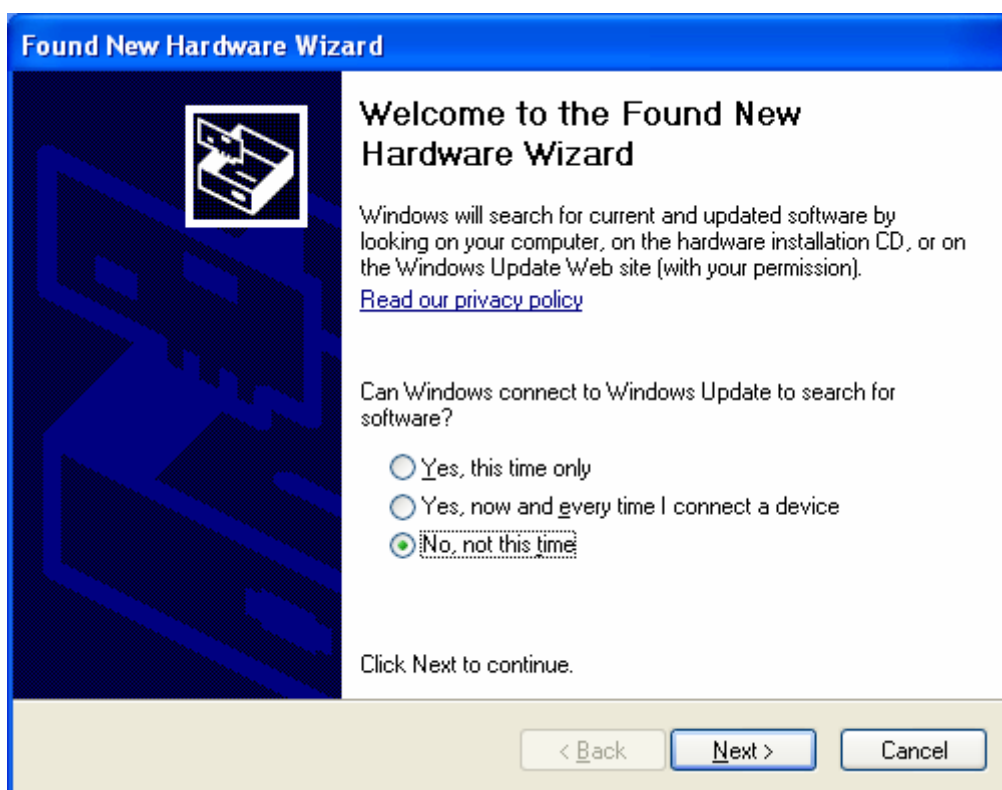 Found New Hardware Wizard
Welcome to the Found New
Hardware Wizard
Windows will search for current and updated software by
looking on your computer, on the hardware installation CD, or on
the Windows Update Web site (with your permission).
Read our privacy policy
Can Windows connect to Windows Update to search for
software?
Yes, this time only
Yes, now and every time I connect a device
No, not this time
Click Next to continue.
< Back Next > Cancel